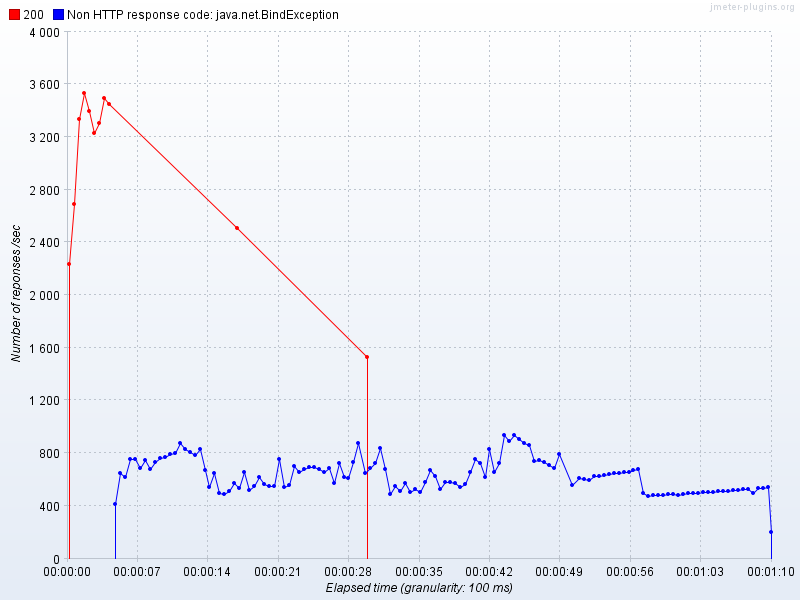 jmeter-plugins.org
200 Non HTTP response code: java.net.BindException
4 000
3 600
3 200
2 800
2 400
2 000
1 600
1 200
800
400
0
Number of reponses /sec
00:00:00 00:00:07 00:00:14 00:00:21 00:00:28 00:00:35 00:00:42 00:00:49 00:00:56 00:01:03 00:01:10
Elapsed time (granularity: 100 ms)